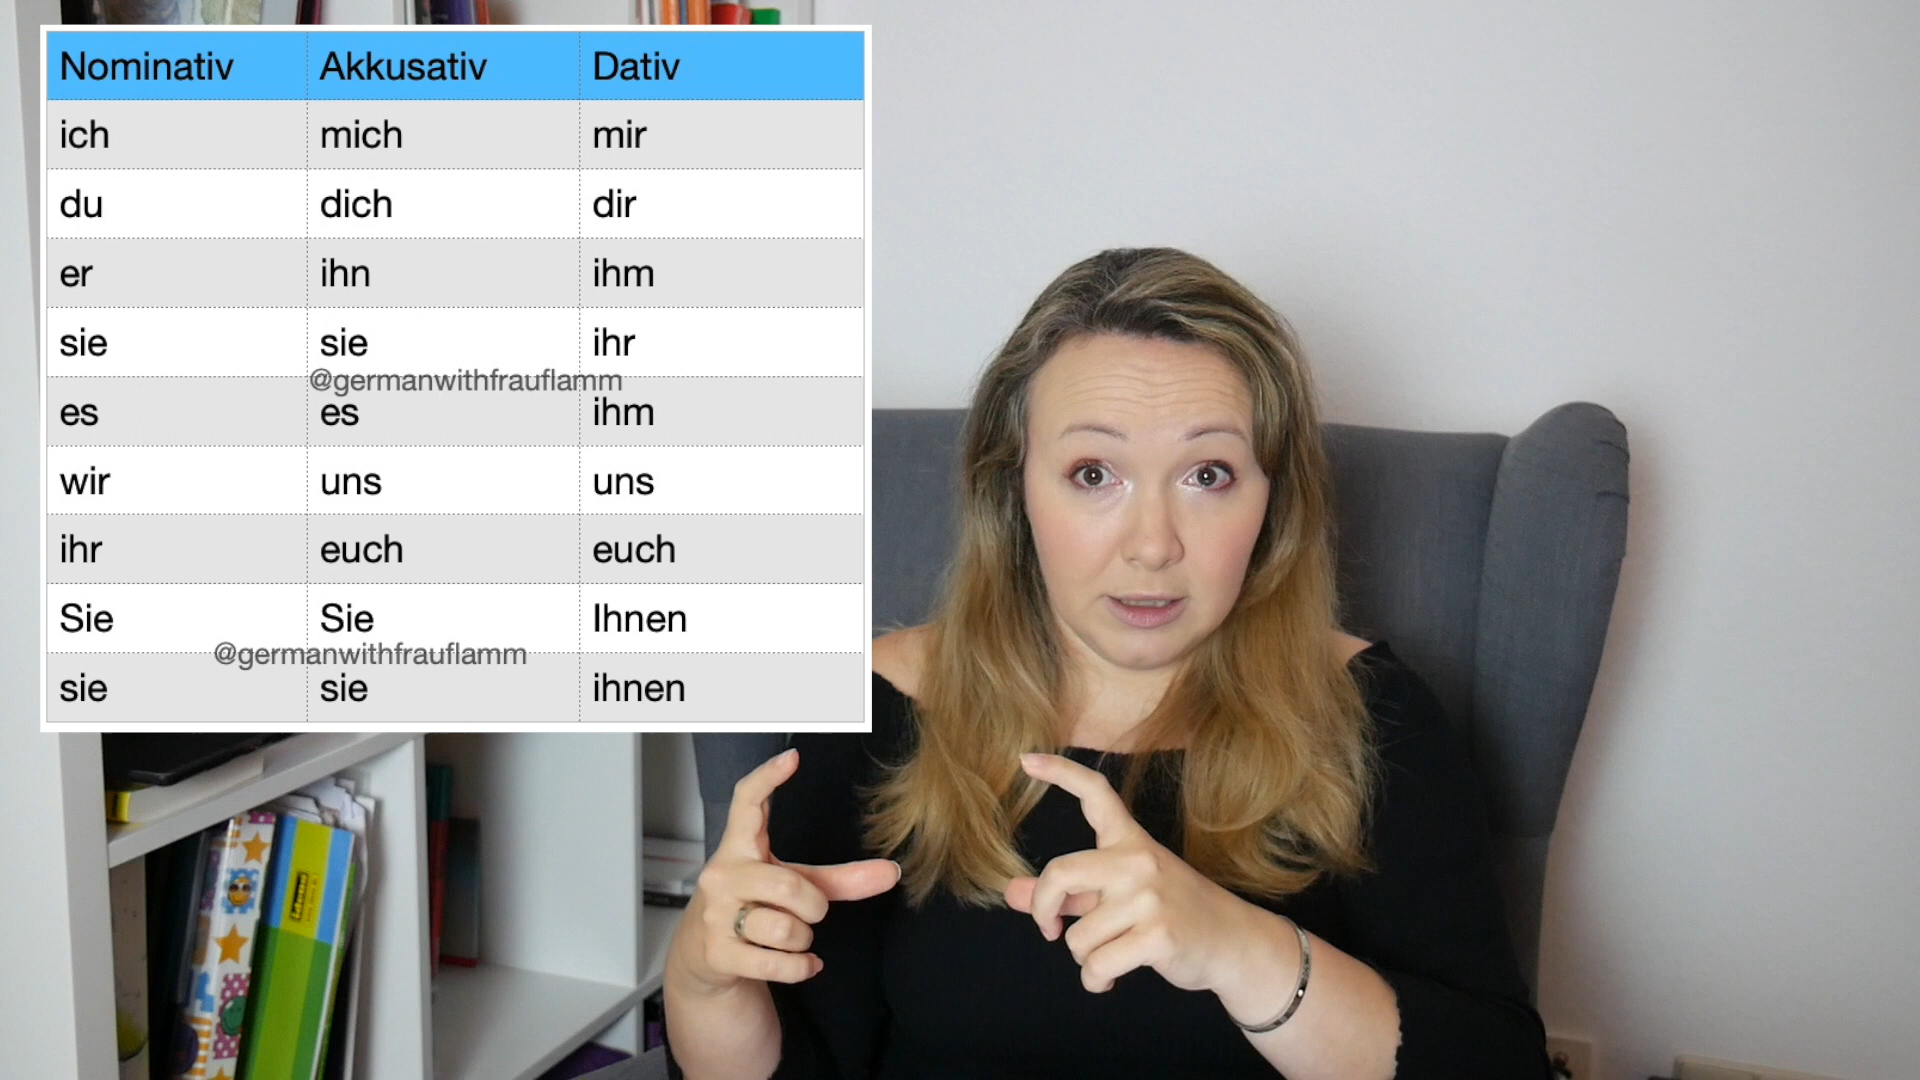 Nominativ Akkusativ Dativ
ich mich mir
du dich dir
er ihn ihm
sie sie ihr
@germanwithfrauflamm
es es ihm
wir uns uns
ihr euch euch
Sie Sie Ihnen
@germanwithfrauflamm
sie sie ihnen